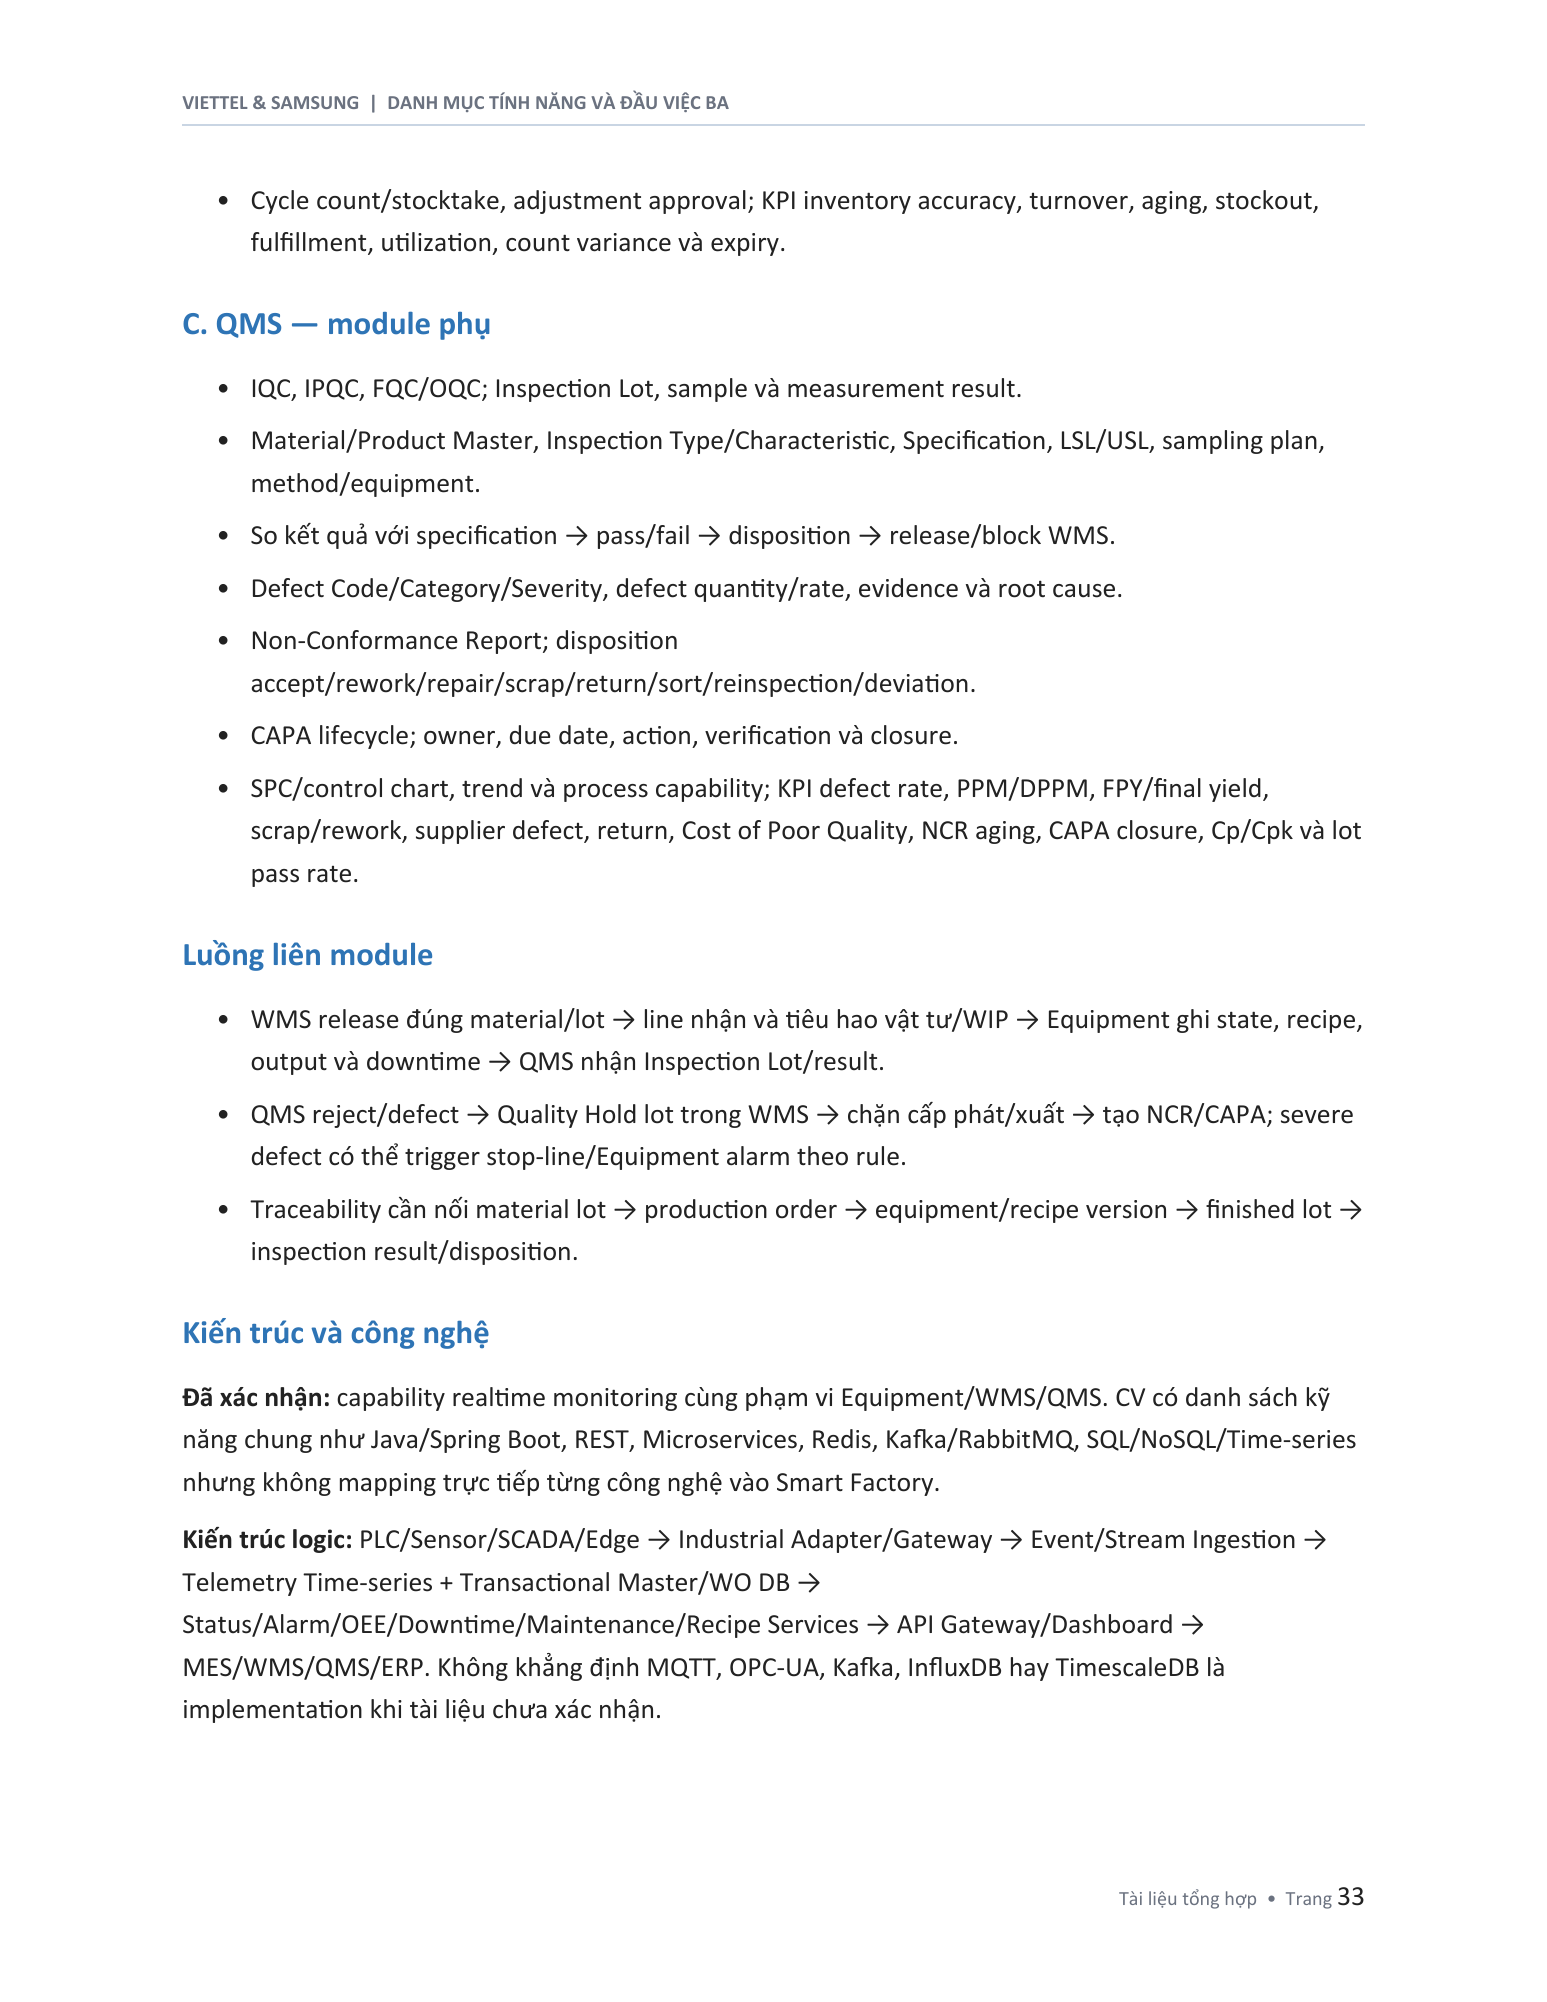 VIETTEL & SAMSUNG | DANH MỤC TÍNH NĂNG VÀ ĐẦU VIỆC BA
• Cycle count/stocktake, adjustment approval; KPI inventory accuracy, turnover, aging, stockout,
fulfillment, utilization, count variance và expiry.
C. QMS — module phụ
• IQC, IPQC, FQC/OQC; Inspection Lot, sample và measurement result.
• Material/Product Master, Inspection Type/Characteristic, Specification, LSL/USL, sampling plan,
method/equipment.
• So kết quả với specification → pass/fail → disposition → release/block WMS.
• Defect Code/Category/Severity, defect quantity/rate, evidence và root cause.
• Non-Conformance Report; disposition
accept/rework/repair/scrap/return/sort/reinspection/deviation.
• CAPA lifecycle; owner, due date, action, verification và closure.
• SPC/control chart, trend và process capability; KPI defect rate, PPM/DPPM, FPY/final yield,
scrap/rework, supplier defect, return, Cost of Poor Quality, NCR aging, CAPA closure, Cp/Cpk và lot
pass rate.
Luồng liên module
• WMS release đúng material/lot → line nhận và tiêu hao vật tư/WIP → Equipment ghi state, recipe,
output và downtime → QMS nhận Inspection Lot/result.
• QMS reject/defect → Quality Hold lot trong WMS → chặn cấp phát/xuất → tạo NCR/CAPA; severe
defect có thể trigger stop-line/Equipment alarm theo rule.
• Traceability cần nối material lot → production order → equipment/recipe version → finished lot →
inspection result/disposition.
Kiến trúc và công nghệ
Đã xác nhận: capability realtime monitoring cùng phạm vi Equipment/WMS/QMS. CV có danh sách kỹ
năng chung như Java/Spring Boot, REST, Microservices, Redis, Kafka/RabbitMQ, SQL/NoSQL/Time-series
nhưng không mapping trực tiếp từng công nghệ vào Smart Factory.
Kiến trúc logic: PLC/Sensor/SCADA/Edge → Industrial Adapter/Gateway → Event/Stream Ingestion →
Telemetry Time-series + Transactional Master/WO DB →
Status/Alarm/OEE/Downtime/Maintenance/Recipe Services → API Gateway/Dashboard →
MES/WMS/QMS/ERP. Không khẳng định MQTT, OPC-UA, Kafka, InfluxDB hay TimescaleDB là
implementation khi tài liệu chưa xác nhận.
Tài liệu tổng hợp • Trang 33